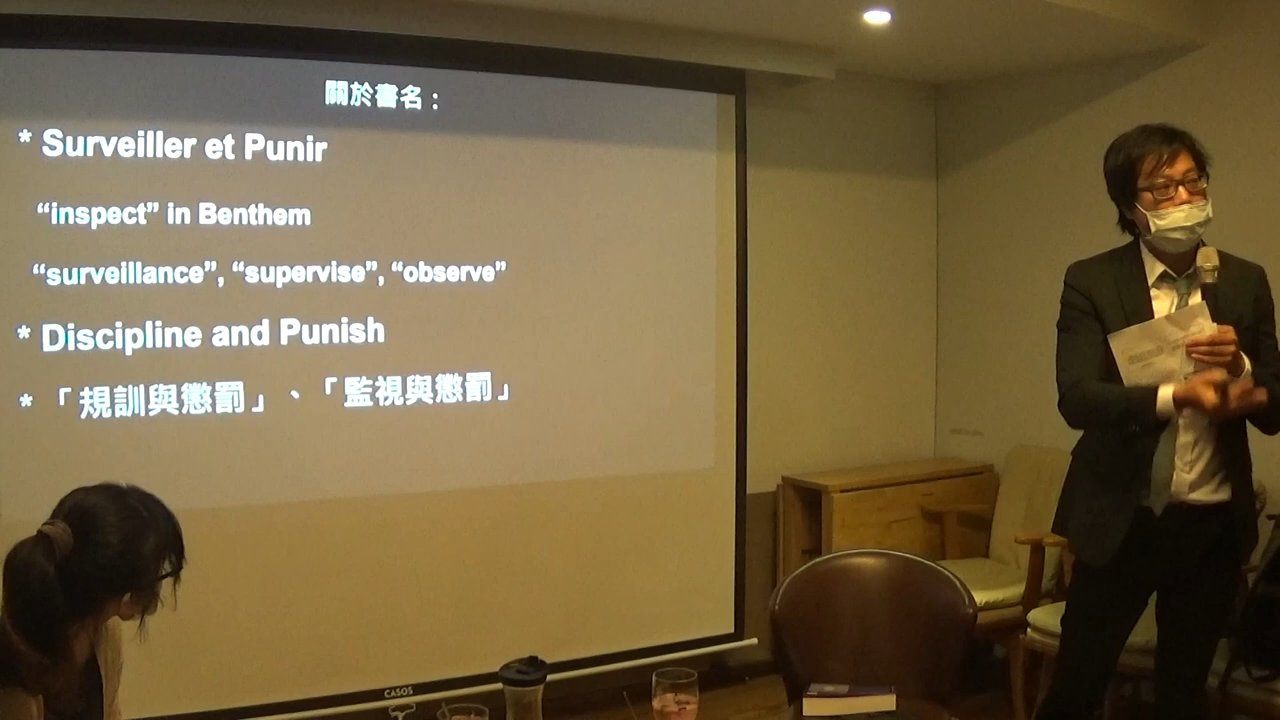 關於書名：
* Surveiller et Punir
“inspect” in Benthem
“surveillance”, “supervise”, “observe”
* Discipline and Punish
* 「規訓與懲罰」、「監視與懲罰」
CASOS